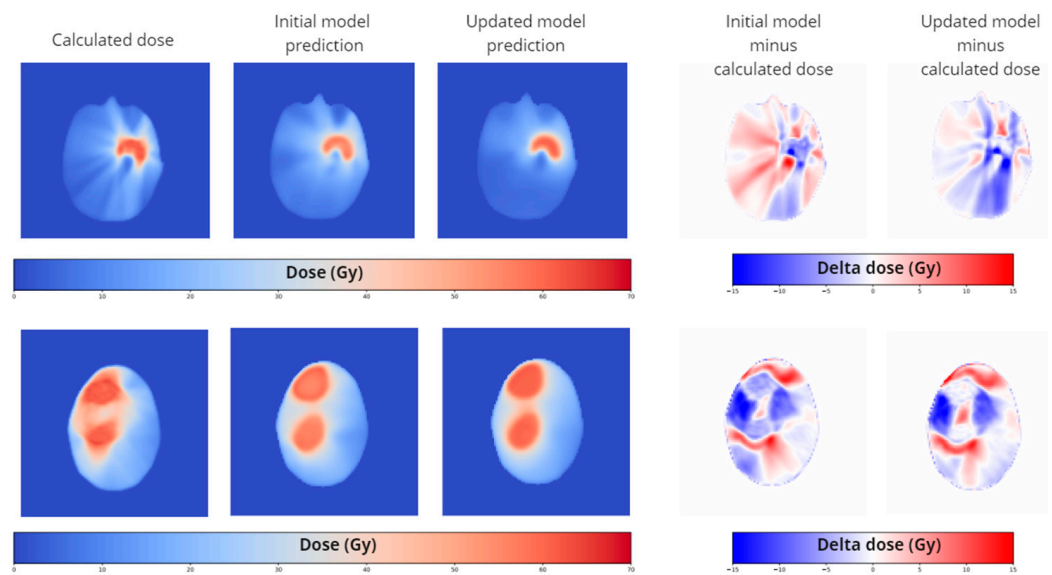 Calculated dose
Initial model
prediction
Updated model
prediction
Initial model
minus
calculated dose
Updated model
minus
calculated dose
Dose (Gy)
0 10 20 30 40 50 60 70
Delta dose (Gy)
−15 −10 −5 0 5 10 15
Dose (Gy)
0 10 20 30 40 50 60 70
Delta dose (Gy)
−15 −10 −5 0 5 10 15